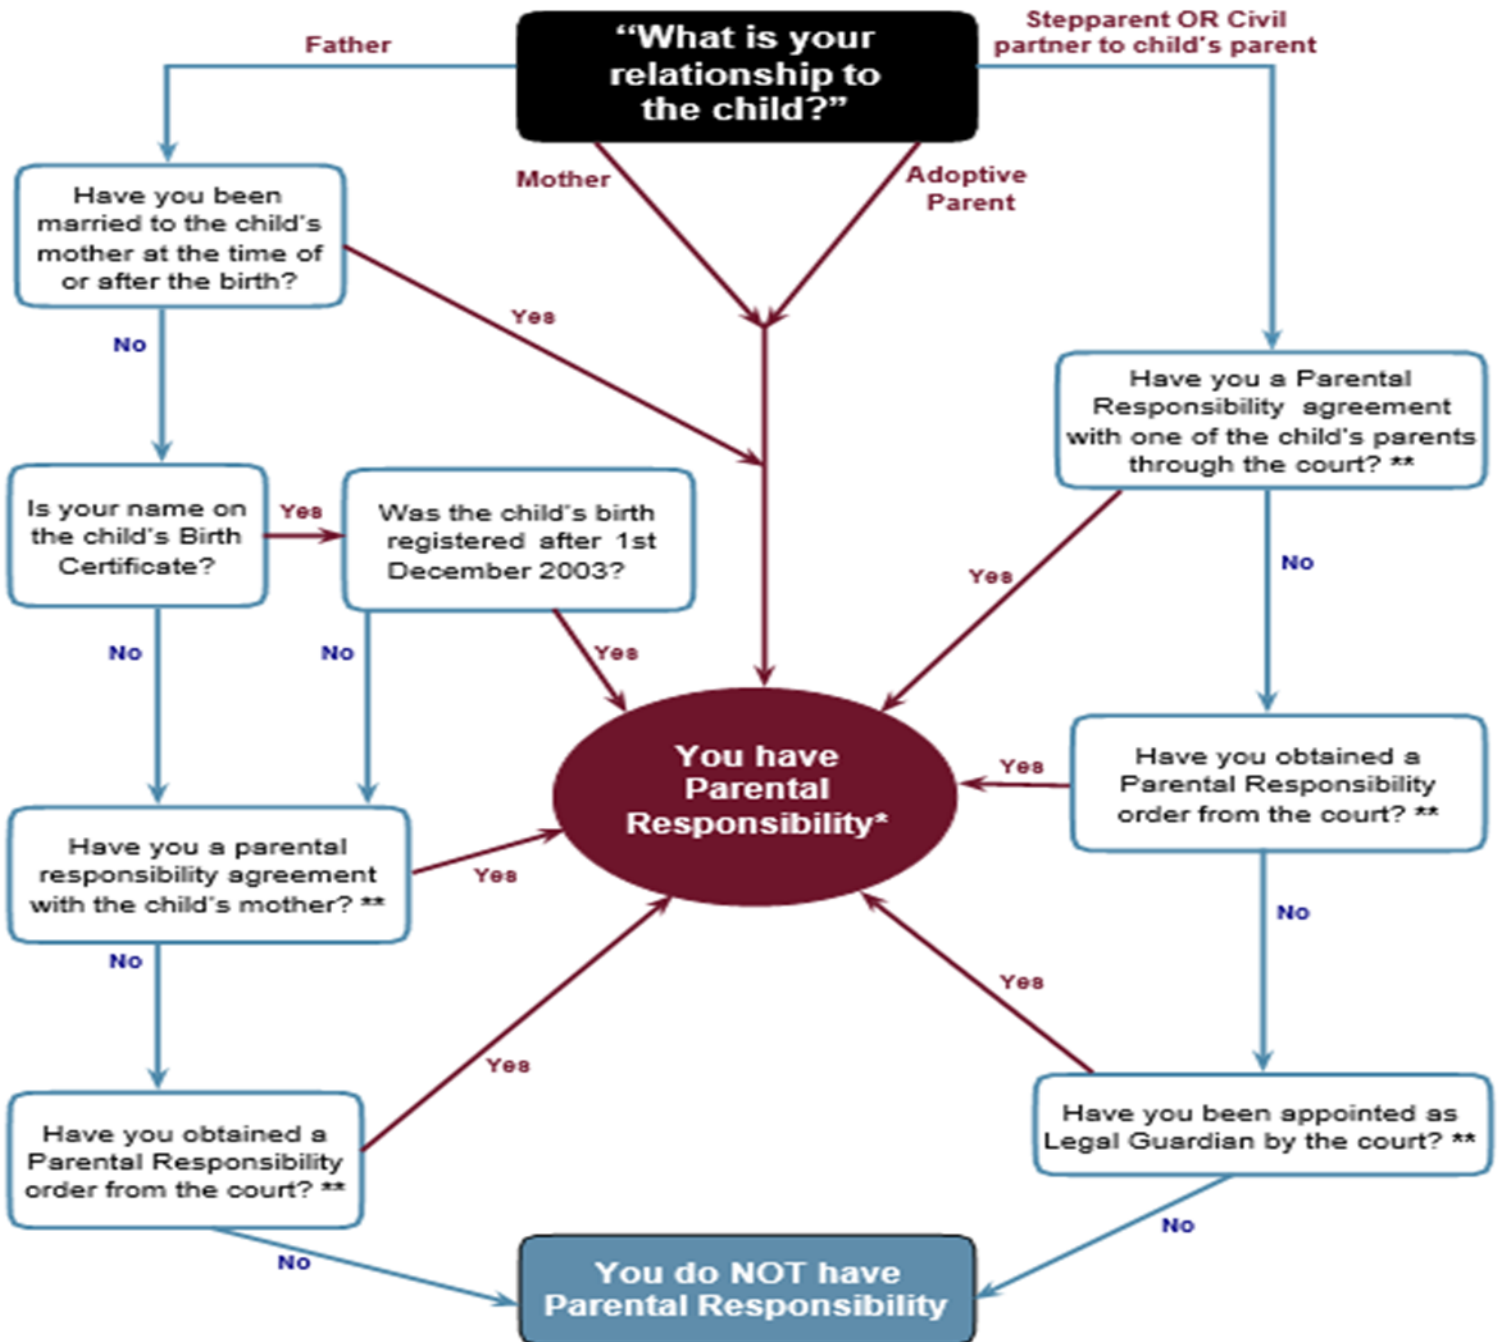 “What is your
relationship to
the child?”
Father
Stepparent OR Civil
partner to child's parent
Mother
Adoptive
Parent
Have you been
married to the child's
mother at the time of
or after the birth?
Yes
No
Is your name on
the child's Birth
Certificate?
Yes
Was the child's birth
registered after 1st
December 2003?
No
No
Yes
Have you a parental
responsibility agreement
with the child's mother? **
Yes
No
Have you obtained a
Parental Responsibility
order from the court? **
Yes
No
Have you a Parental
Responsibility agreement
with one of the child's parents
through the court? **
Yes
No
Have you obtained a
Parental Responsibility
order from the court? **
Yes
No
Have you been appointed as
Legal Guardian by the court? **
Yes
No
You have
Parental
Responsibility*
You do NOT have
Parental Responsibility